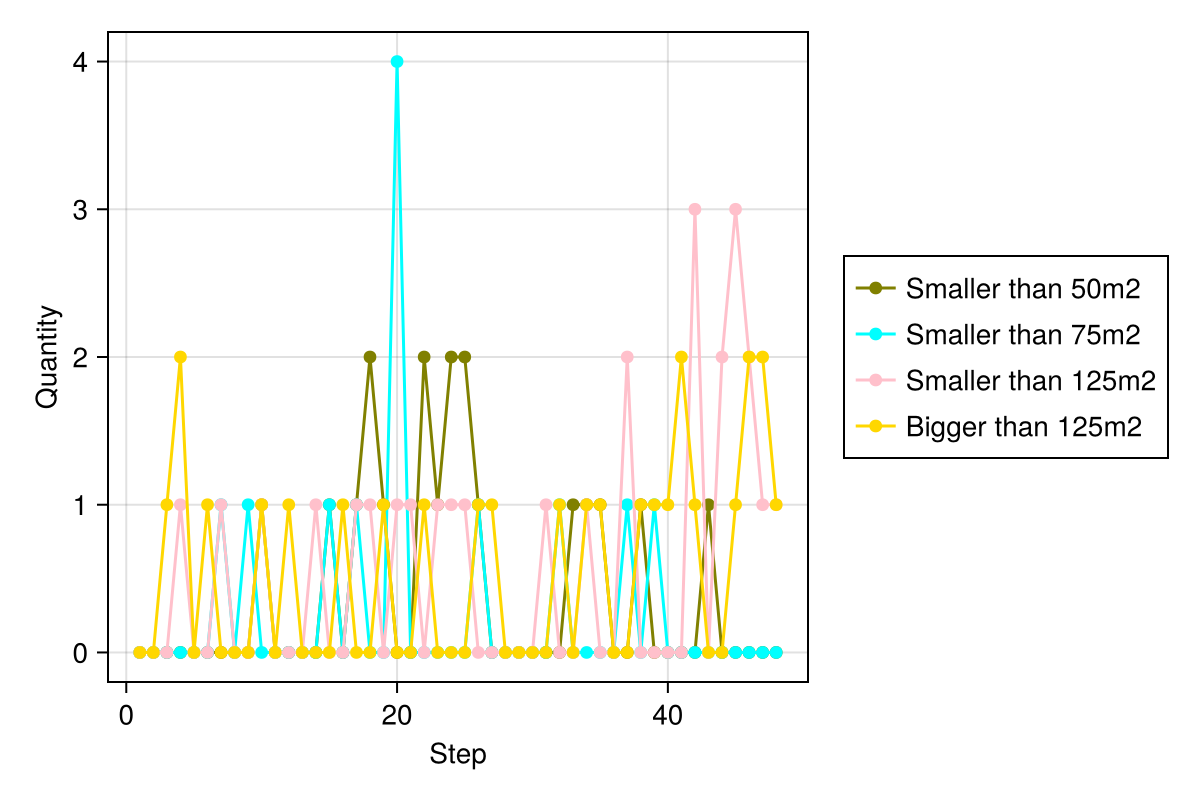 4
3
2
1
0
Quantity
0 20 40
Step
Smaller than 50m2
Smaller than 75m2
Smaller than 125m2
Bigger than 125m2